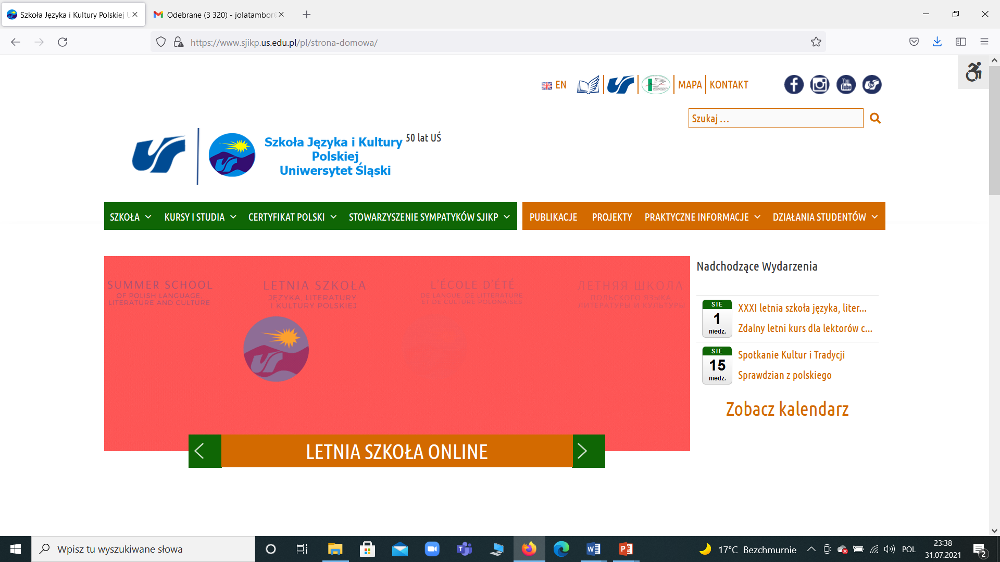 Szkoła Języka i Kultury Polskiej U
Odebrane (3 320) - jolatambor@
https://www.sjikp.us.edu.pl/pl/strona-domowa/
EN
MAPA
KONTAKT
You
Tube
tv
Szukaj …
Szkoła Języka i Kultury
Polskiej
Uniwersytet Śląski
50 lat UŚ
SZKOŁA
KURSY I STUDIA
CERTYFIKAT POLSKI
STOWARZYSZENIE SYMPATYKÓW SJIKP
PUBLIKACJE
PROJEKTY
PRAKTYCZNE INFORMACJE
DZIAŁANIA STUDENTÓW
SUMMER SCHOOL
OF POLISH LANGUAGE,
LITERATURE AND CULTURE
LETNIA SZKOŁA
JĘZYKA, LITERATURY
I KULTURY POLSKIEJ
L'ÉCOLE D'ÉTÉ
DE LANGUE, DE LITTÉRATURE
ET DE CULTURE POLONAISES
ЛЕТНЯЯ ШКОЛА
ПОЛЬСКОГО ЯЗЫКА,
ЛИТЕРАТУРЫ И КУЛЬТУРЫ
LETNIA SZKOŁA ONLINE
Nadchodzące Wydarzenia
SIE
1
niedz.
XXXI letnia szkoła języka, liter...
Zdalny letni kurs dla lektorów c...
SIE
15
niedz.
Spotkanie Kultur i Tradycji
Sprawdzian z polskiego
Zobacz kalendarz
Wpisz tu wyszukiwane słowa
17°C Bezchmurnie
POL
23:38
31.07.2021
2